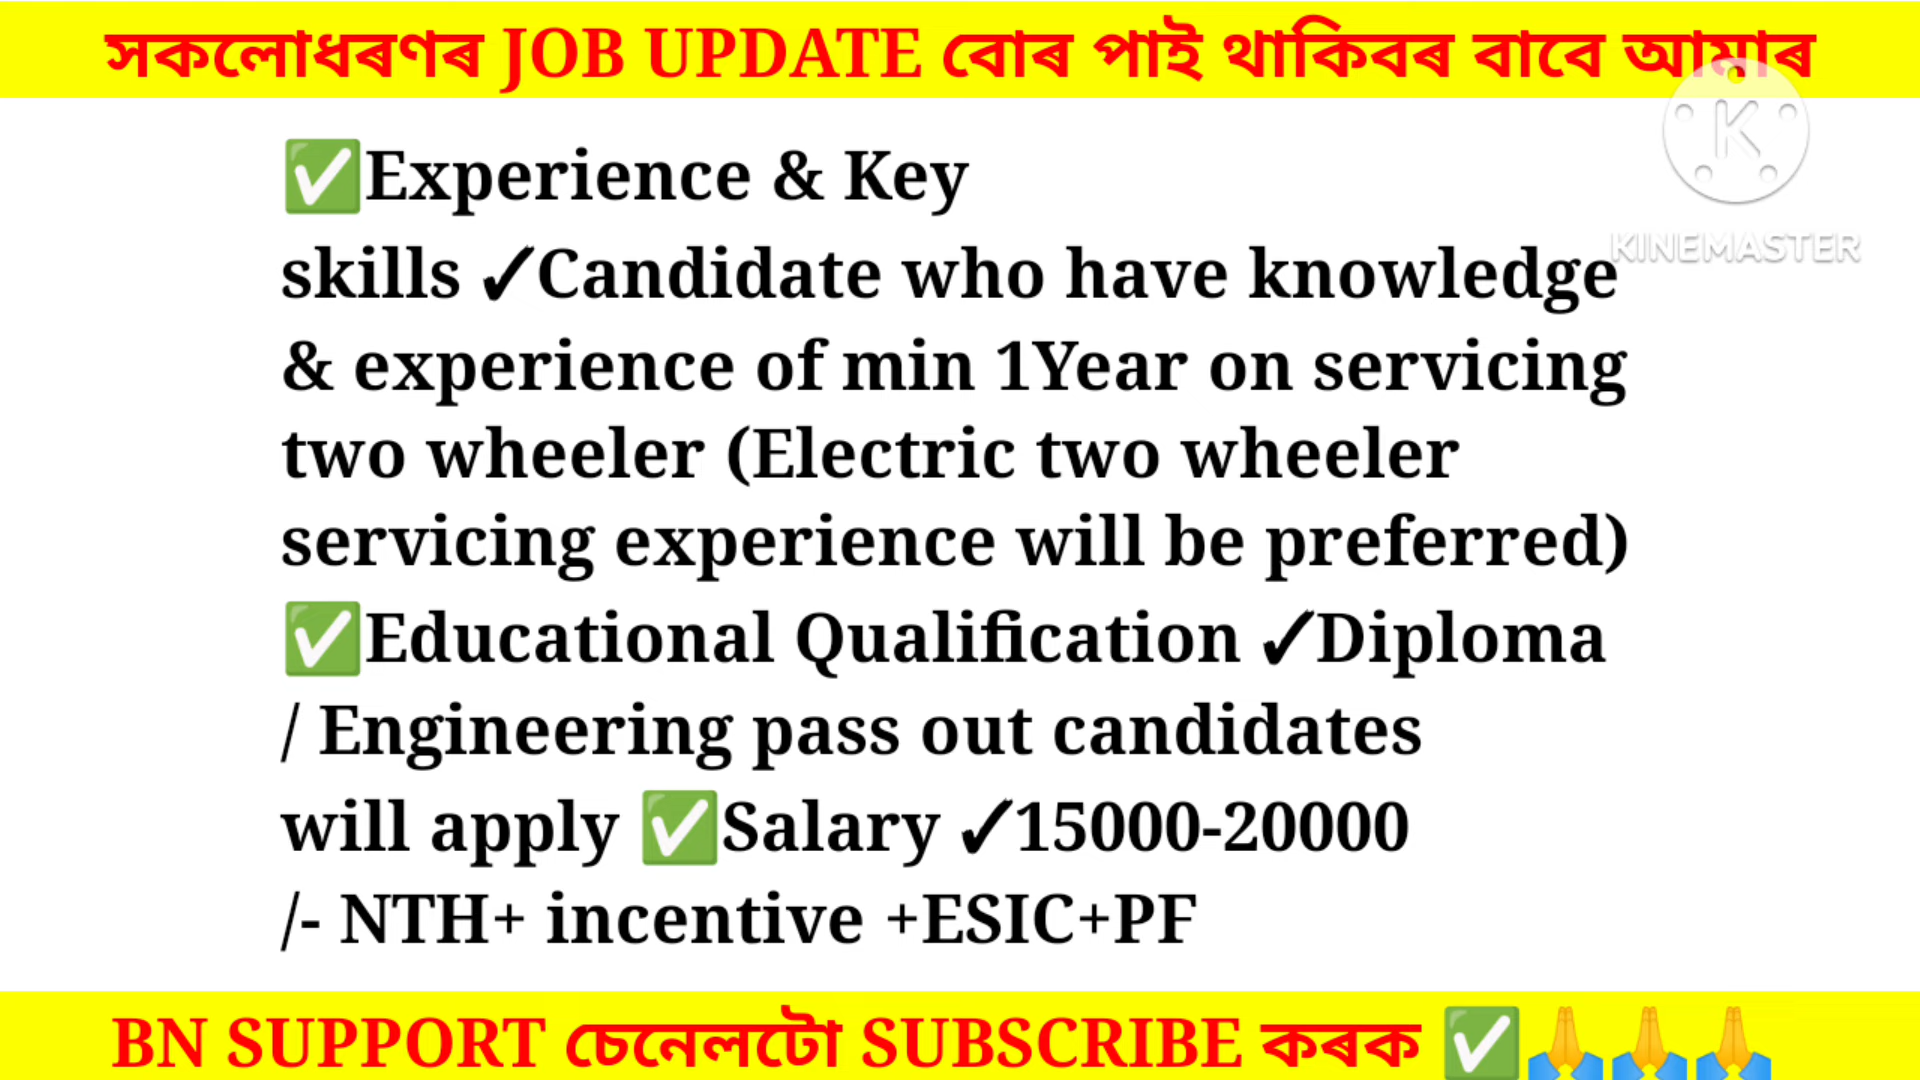 সকলোধৰণৰ JOB UPDATE বোৰ পাই থাকিবৰ বাবে আমাৰ
✅Experience & Key
skills ✓Candidate who have knowledge
& experience of min 1Year on servicing
two wheeler (Electric two wheeler
servicing experience will be preferred)
✅Educational Qualification ✓Diploma
/ Engineering pass out candidates
will apply ✅Salary ✓15000-20000
/- NTH+ incentive +ESIC+PF
K
KINEMASTER
BN SUPPORT চেনেলটো SUBSCRIBE কৰক ✅🙏🙏🙏